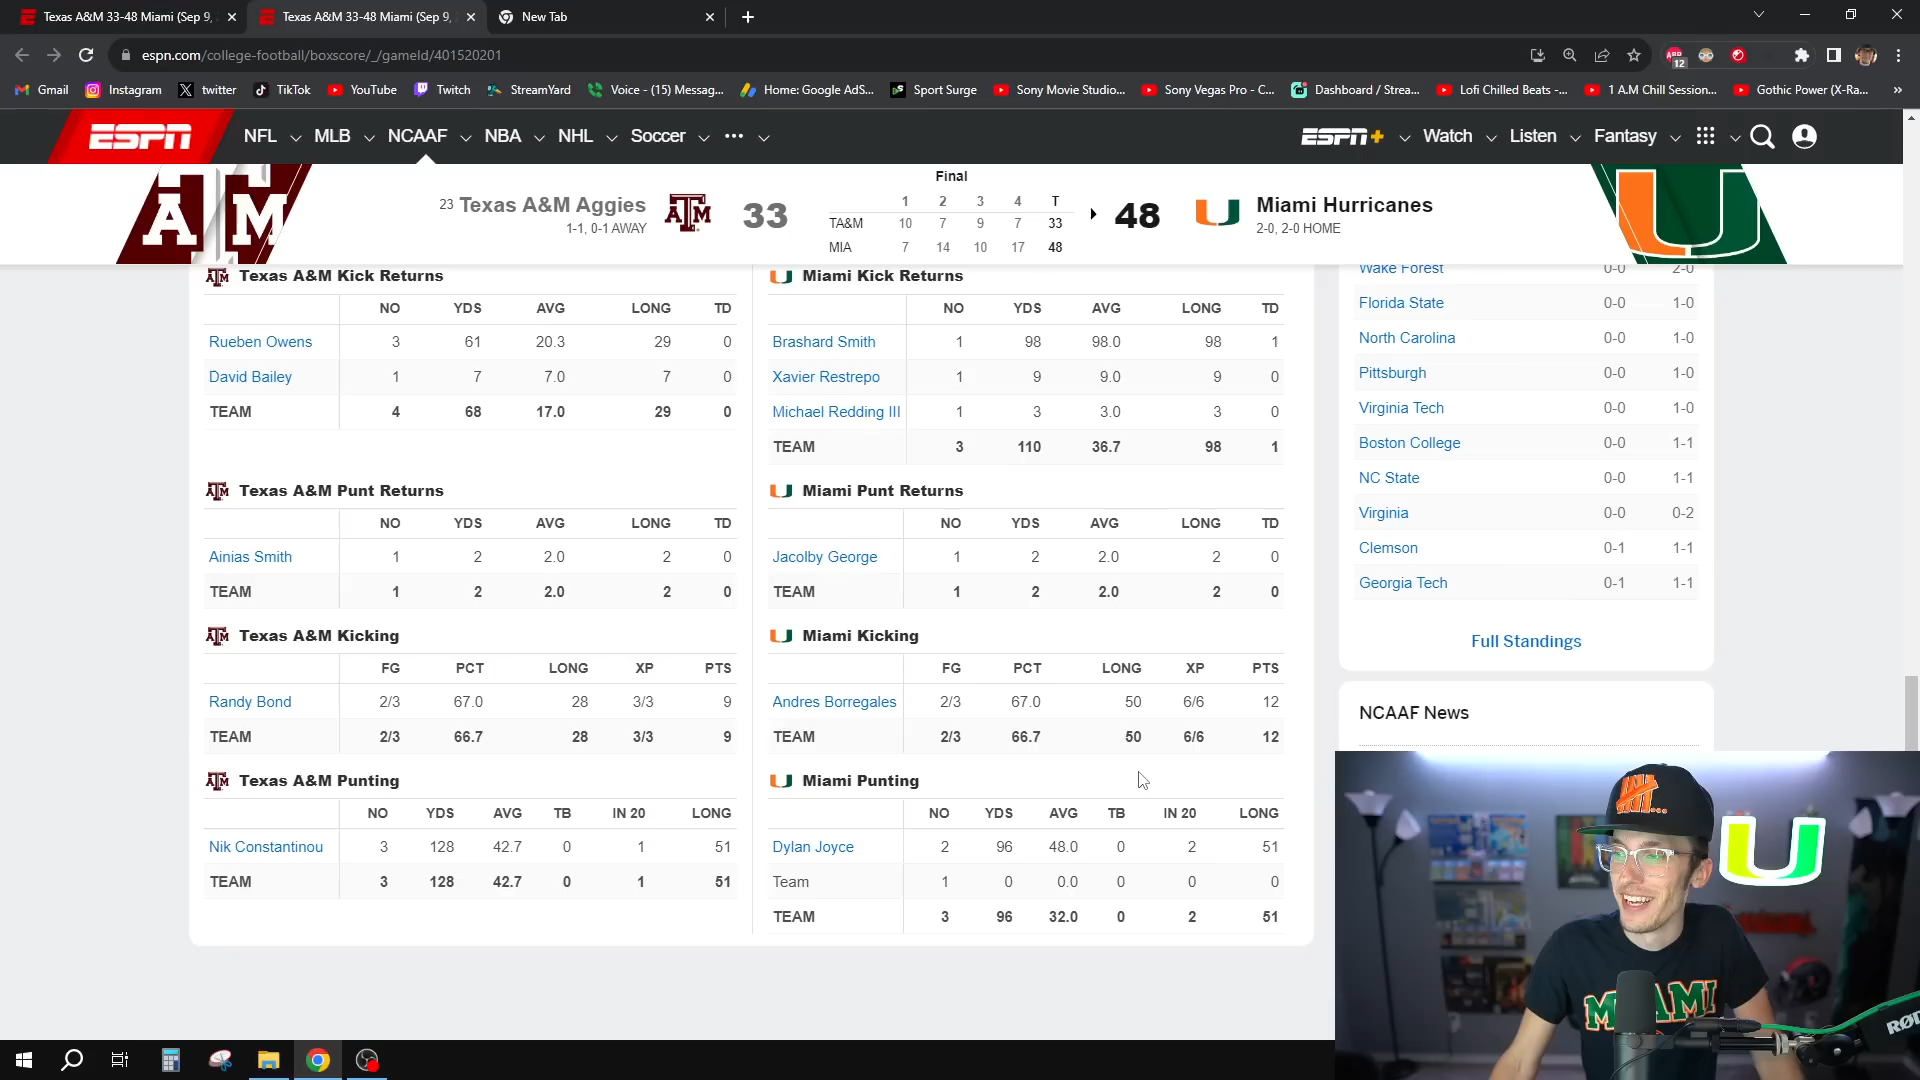 Texas A&M 33-48 Miami (Sep 9,
Texas A&M 33-48 Miami (Sep 9,
New Tab
espn.com/college-football/boxscore/_/gameId/401520201
12
Gmail Instagram twitter TikTok YouTube Twitch StreamYard Voice - (15) Messag... Home: Google AdS... Sport Surge Sony Movie Studio... Sony Vegas Pro - C... Dashboard / Strea... Lofi Chilled Beats -... 1 A.M Chill Session... Gothic Power (X-Ra... »
ESPN NFL MLB NCAAF NBA NHL Soccer ••• ESPN+ Watch Listen Fantasy
Final
23 Texas A&M Aggies
1-1, 0-1 AWAY
ATM
33
1 2 3 4 T
TA&M 10 7 9 7 33
MIA 7 14 10 17 48
48
Miami Hurricanes
2-0, 2-0 HOME
ATM
Texas A&M Kick Returns
NO YDS AVG LONG TD
Rueben Owens 3 61 20.3 29 0
David Bailey 1 7 7.0 7 0
TEAM 4 68 17.0 29 0
Miami Kick Returns
NO YDS AVG LONG TD
Brashard Smith 1 98 98.0 98 1
Xavier Restrepo 1 9 9.0 9 0
Michael Redding III 1 3 3.0 3 0
TEAM 3 110 36.7 98 1
Texas A&M Punt Returns
NO YDS AVG LONG TD
Ainias Smith 1 2 2.0 2 0
TEAM 1 2 2.0 2 0
Miami Punt Returns
NO YDS AVG LONG TD
Jacolby George 1 2 2.0 2 0
TEAM 1 2 2.0 2 0
Texas A&M Kicking
FG PCT LONG XP PTS
Randy Bond 2/3 67.0 28 3/3 9
TEAM 2/3 66.7 28 3/3 9
Miami Kicking
FG PCT LONG XP PTS
Andres Borregales 2/3 67.0 50 6/6 12
TEAM 2/3 66.7 50 6/6 12
Texas A&M Punting
NO YDS AVG TB IN 20 LONG
Nik Constantinou 3 128 42.7 0 1 51
TEAM 3 128 42.7 0 1 51
Miami Punting
NO YDS AVG TB IN 20 LONG
Dylan Joyce 2 96 48.0 0 2 51
Team 1 0 0.0 0 0 0
TEAM 3 96 32.0 0 2 51
Wake Forest 0-0 2-0
Florida State 0-0 1-0
North Carolina 0-0 1-0
Pittsburgh 0-0 1-0
Virginia Tech 0-0 1-0
Boston College 0-0 1-1
NC State 0-0 1-1
Virginia 0-0 0-2
Clemson 0-1 1-1
Georgia Tech 0-1 1-1
Full Standings
NCAAF News
U
MIAMI
RØD